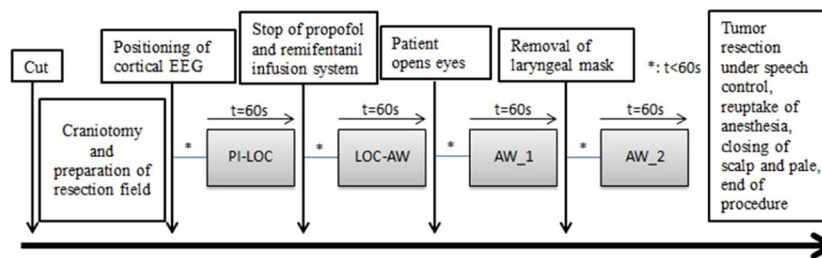 Cut
Craniotomy
and
preparation of
resection field
Positioning of
cortical EEG
*
t=60s
PI-LOC
Stop of propofol
and remifentanil
infusion system
*
t=60s
LOC-AW
Patient
opens eyes
*
t=60s
AW_1
Removal of
laryngeal mask
*
t=60s
AW_2
*: t<60s
Tumor
resection
under speech
control,
reuptake of
anesthesia,
closing of
scalp and pale,
end of
procedure